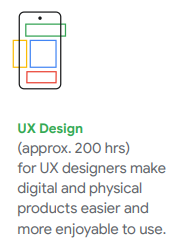 UX Design
(approx. 200 hrs)
for UX designers make
digital and physical
products easier and
more enjoyable to use.